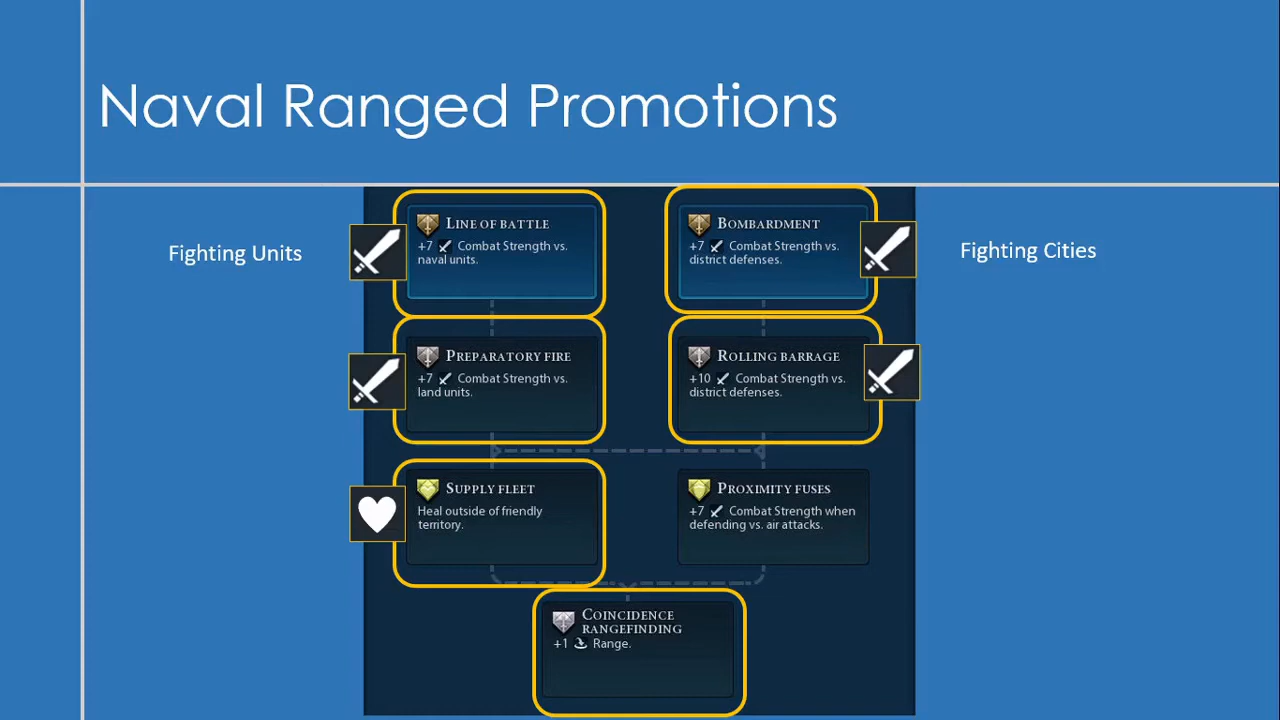 Naval Ranged Promotions
Fighting Units
LINE OF BATTLE
+7 Combat Strength vs.
naval units.
BOMBARDMENT
+7 Combat Strength vs.
district defenses.
Fighting Cities
PREPARATORY FIRE
+7 Combat Strength vs.
land units.
ROLLING BARRAGE
+10 Combat Strength vs.
district defenses.
SUPPLY FLEET
Heal outside of friendly
territory.
PROXIMITY FUSES
+7 Combat Strength when
defending vs. air attacks.
COINCIDENCE
RANGEFINDING
+1 Range.